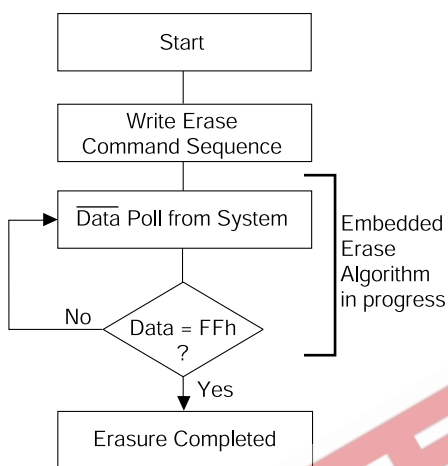 Start
Write Erase
Command Sequence
Data Poll from System
Embedded
Erase
Algorithm
in progress
No
Data = FFh
?
Yes
Erasure Completed